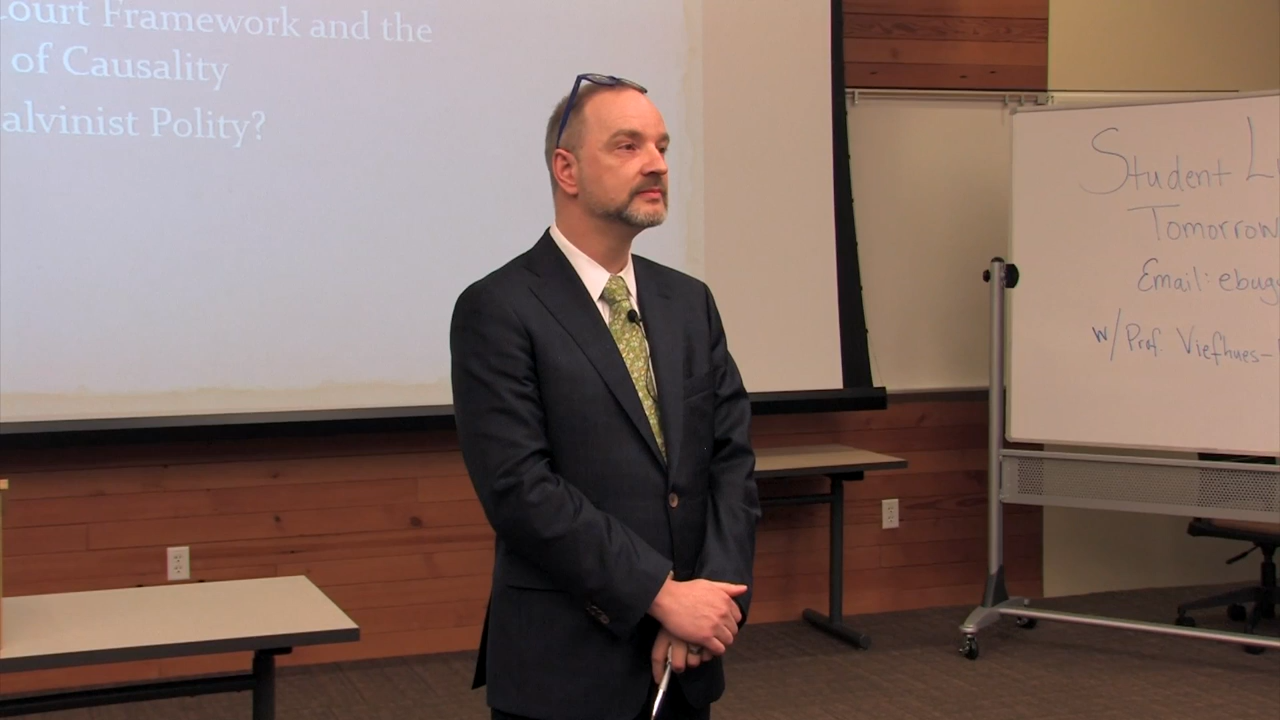 ourt Framework and the
of Causality
alvinist Polity?
Student L
Tomorrow
Email: ebug
w/ Prof. Viefhues-